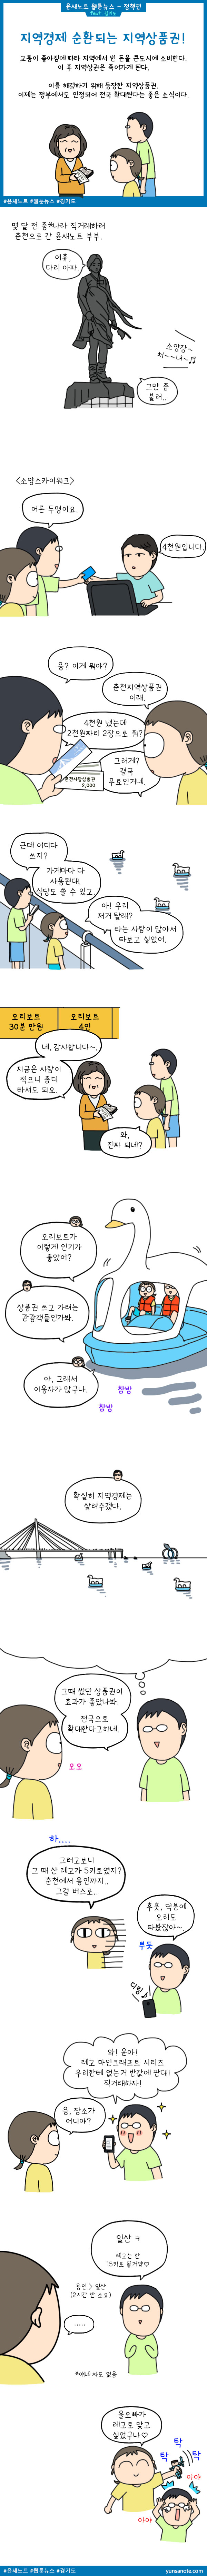 윤새노트 웹툰뉴스 - 정책편
feat. 경기도
지역경제 순환되는 지역상품권!
교통이 좋아짐에 따라 지역에서 번 돈을 큰도시에 소비한다.
이 후 지역상권은 죽어가게 된다.
이를 해결하기 위해 등장한 지역상품권.
이제는 정부에서도 인정되어 전국 확대된다는 좋은 소식이다.
#윤새노트 #웹툰뉴스 #경기도
몇 달 전 중*나라 직거래하러
춘천으로 간 윤새노트 부부.
어휴,
다리 아파.
소양강~
처~~녀~♬
그만 좀
불러..
<소양스카이워크>
어른 두명이요.
4천원입니다.
응? 이게 뭐야?
춘천지역상품권
이래.
4천원 냈는데
2천원짜리 2장으로 줘?
그러게?
결국
무료인거네.
춘천사랑상품권
2,000
근데 어디다
쓰지?
가게마다 다
사용된대.
식당도 쓸 수 있고.
아! 우리
저거 탈래?
타는 사람이 많아서
타보고 싶었어.
오리보트
30분 만원
오리보트
4인
네, 감사합니다~.
지금은 사람이
적으니 좀더
타셔도 되요.
와,
진짜 되네?
오리보트가
이렇게 인기가
좋았어?
상품권 쓰고 가려는
관광객들인가봐.
아, 그래서
이용자가 많구나.
첨벙
첨벙
확실히 지역경제는
살려주겠다.
그때 썼던 상품권이
효과가 좋았나봐.
전국으로
확대한다고하네.
오오
하....
그러고보니
그 때 산 레고가 5키로였지?
춘천에서 용인까지..
그걸 버스로...
후훗, 덕분에
오리도
타봤잖아~.
뿌듯
디링♪
와! 윤아!
레고 마인크래프트 시리즈
우리한테 없는거 반값에 판대!
직거래하자!
응, 장소가
어디야?
일산 ㅋ
레고는 한
15키로 될거얌♡
용인 > 일산
(2시간 반 소요)
.....
*애네 차도 없음
울오빠가
레고로 맞고
싶었구나♡
탁
탁
탁
아야
아야
#윤새노트 #웹툰뉴스 #경기도
yunsanote.com